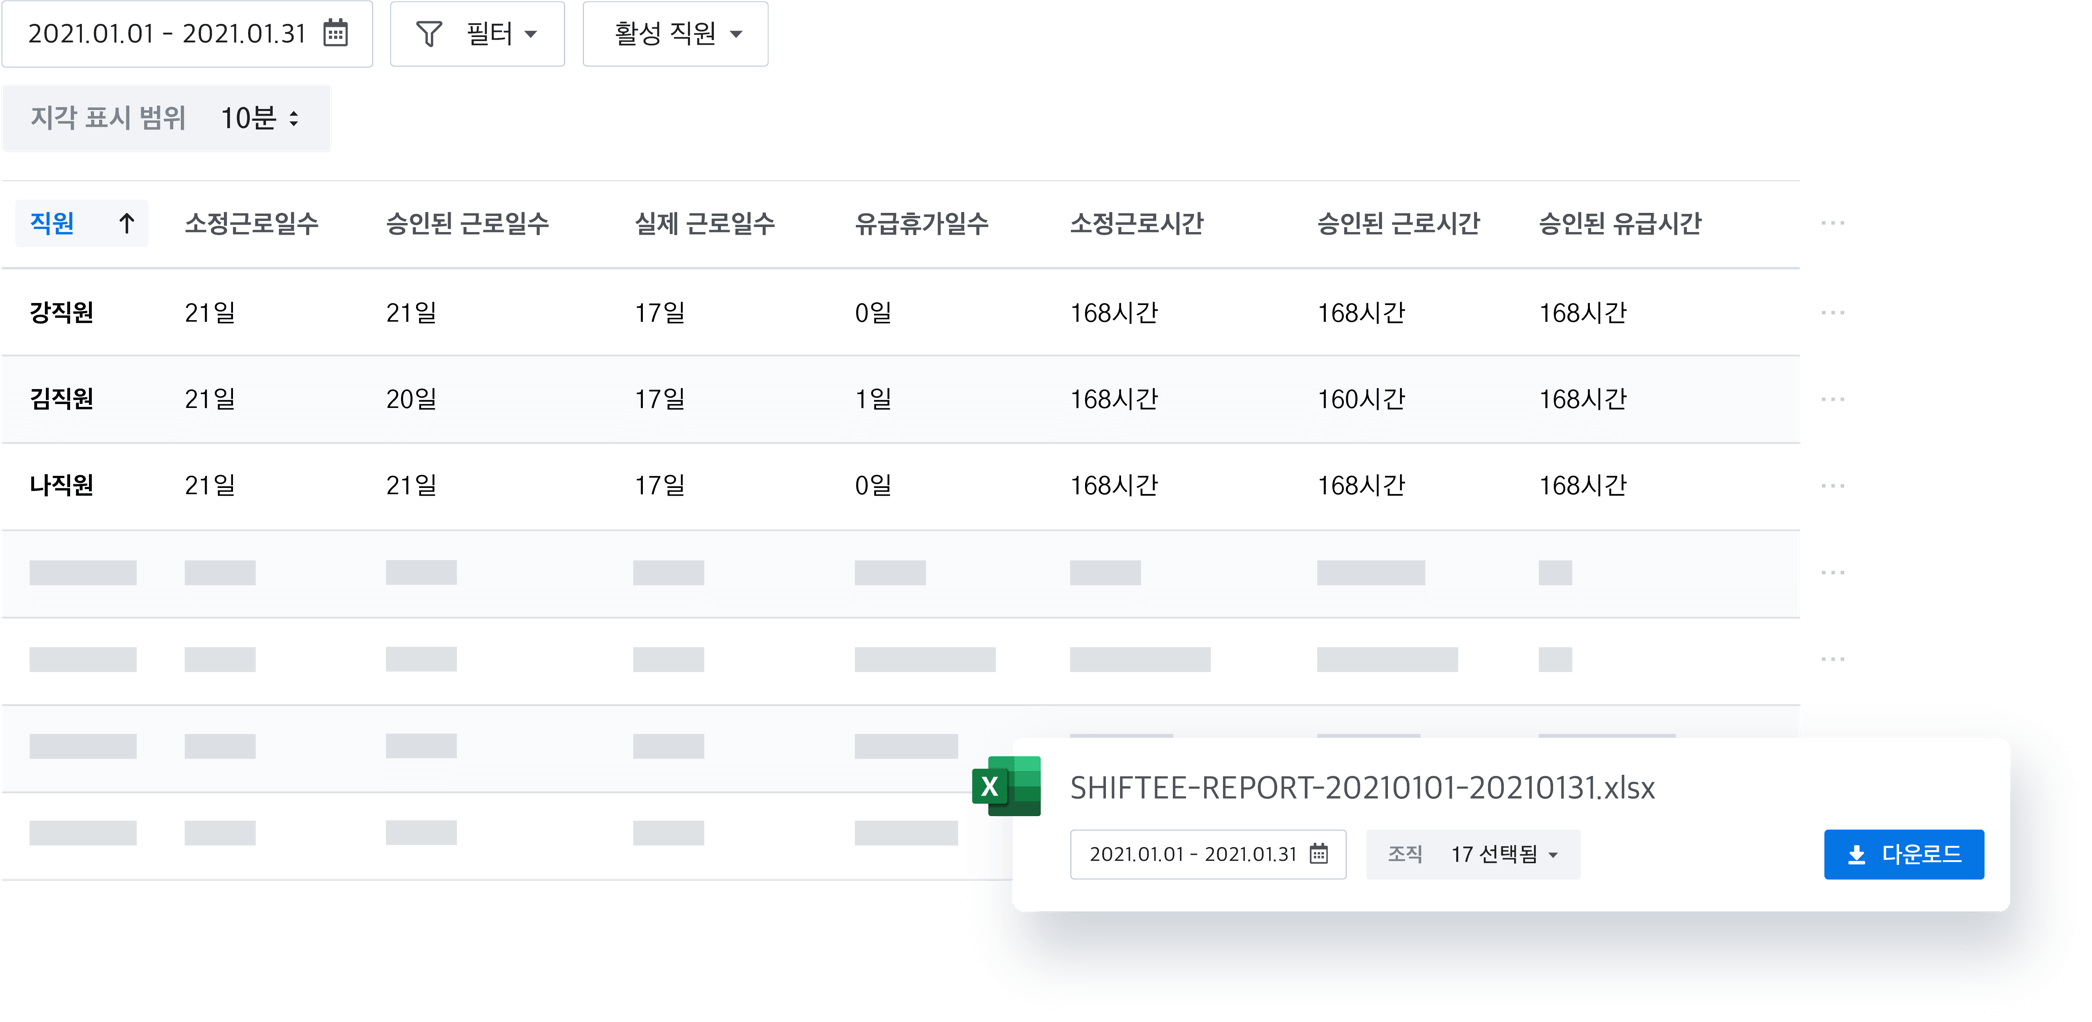 2021.01.01 - 2021.01.31 필터 활성 직원
지각 표시 범위 10분
직원 소정근로일수 승인된 근로일수 실제 근로일수 유급휴가일수 소정근로시간 승인된 근로시간 승인된 유급시간 ...
강직원 21일 21일 17일 0일 168시간 168시간 168시간 ...
김직원 21일 20일 17일 1일 168시간 160시간 168시간 ...
나직원 21일 21일 17일 0일 168시간 168시간 168시간 ...
...
...
X SHIFTEE-REPORT-20210101-20210131.xlsx
2021.01.01 - 2021.01.31 조직 17 선택됨 다운로드